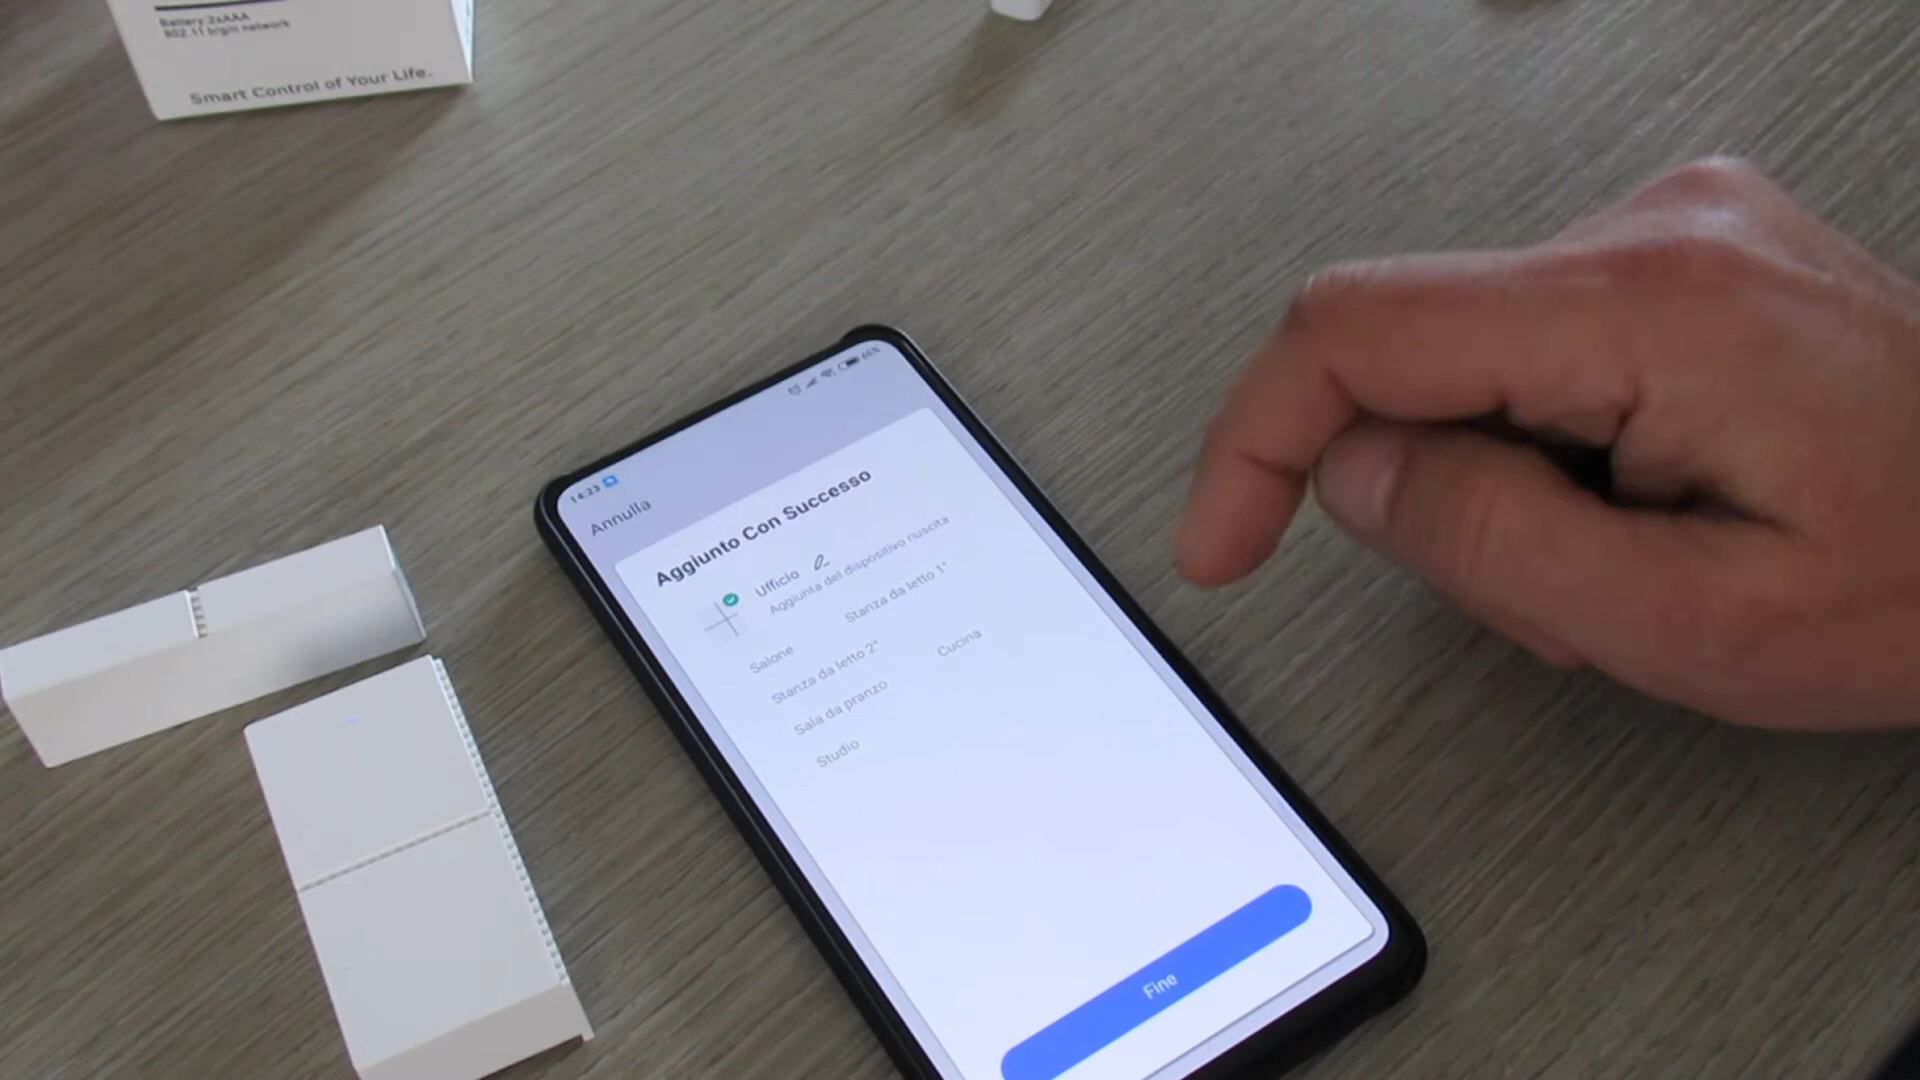 Battery 2xAAA
802.11 b/g/n network
Smart Control of Your Life.
14:23
65%
Annulla
Aggiunto Con Successo
Ufficio
Aggiunta del dispositivo riuscita
Salone
Stanza da letto 1°
Stanza da letto 2°
Cucina
Sala da pranzo
Studio
Fine